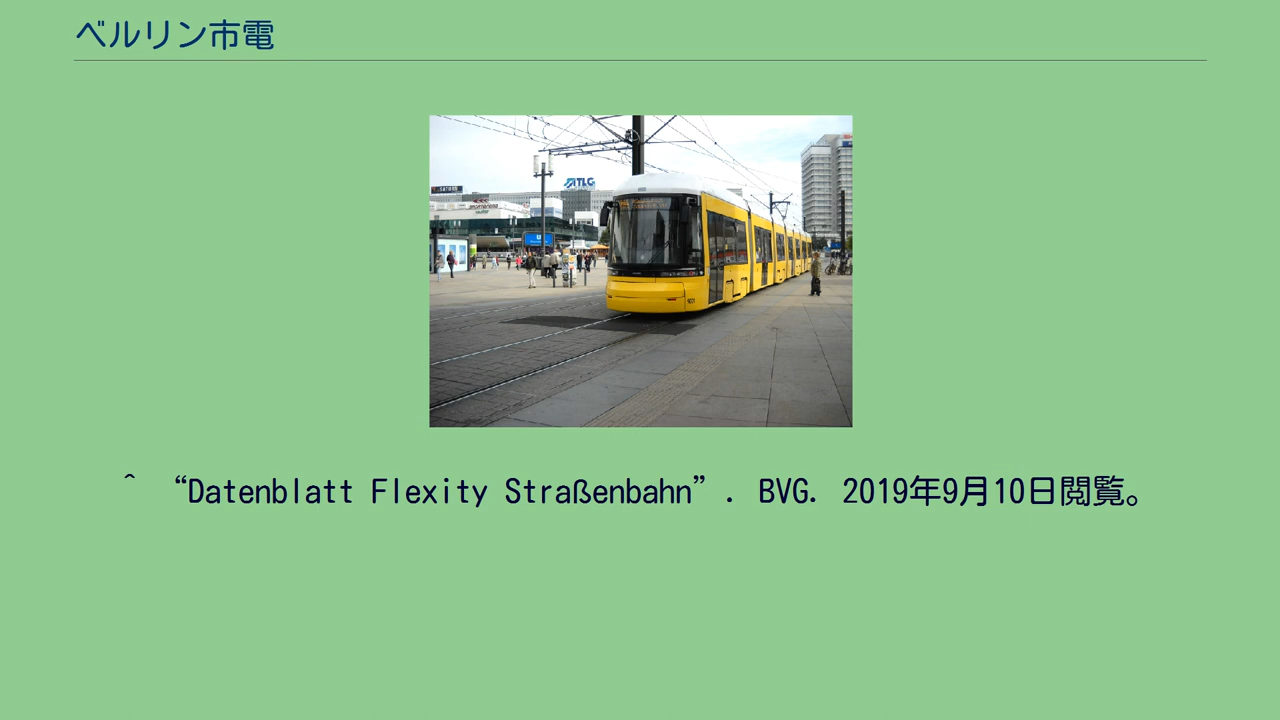 ベルリン市電
TLG
U
^ “Datenblatt Flexity Straßenbahn”. BVG. 2019年9月10日閲覧。